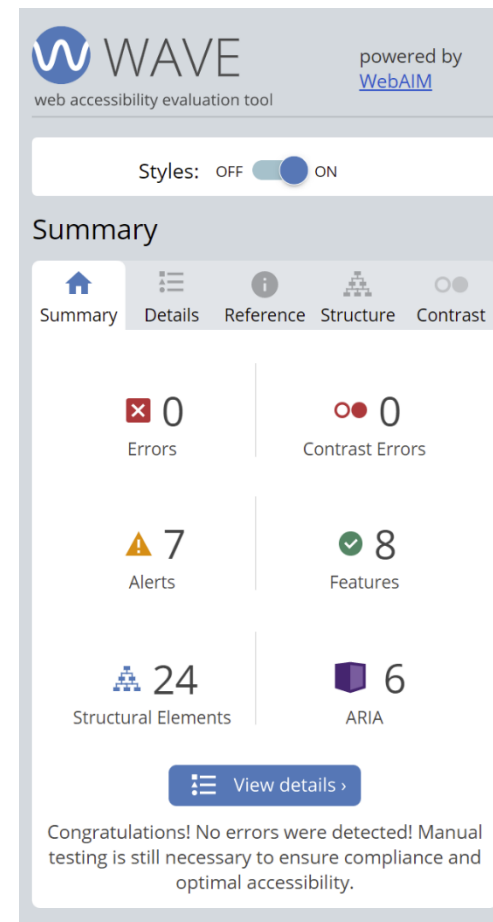 WAVE
powered by
WebAIM
web accessibility evaluation tool
Styles: OFF ON
Summary
Summary Details Reference Structure Contrast
0 0
Errors Contrast Errors
7 8
Alerts Features
24 6
Structural Elements ARIA
View details ›
Congratulations! No errors were detected! Manual
testing is still necessary to ensure compliance and
optimal accessibility.